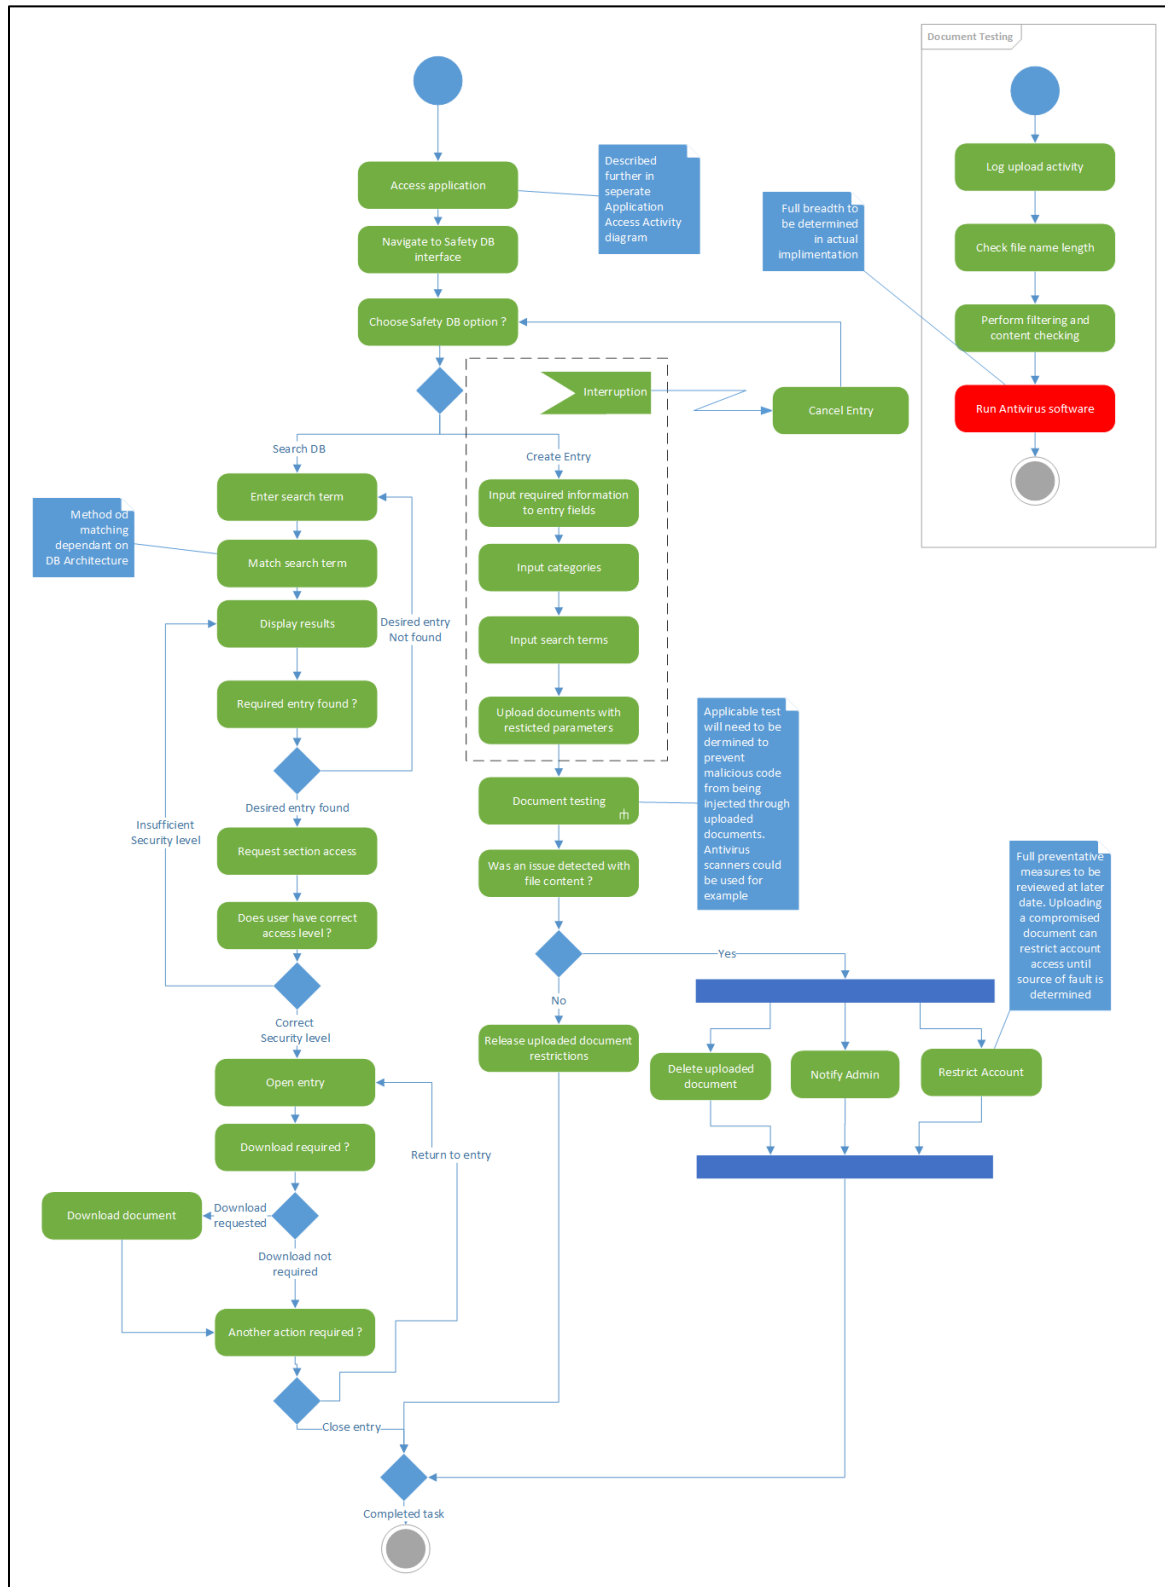 Document Testing
Log upload activity
Check file name length
Perform filtering and
content checking
Run Antivirus software
Full breadth to
be determined
in actual
implimentation
Access application
Described
further in
seperate
Application
Access Activity
diagram
Navigate to Safety DB
interface
Choose Safety DB option ?
Interruption
Cancel Entry
Search DB
Create Entry
Enter search term
Method od
matching
dependant on
DB Architecture
Match search term
Display results
Desired entry
Not found
Required entry found ?
Desired entry found
Insufficient
Security level
Request section access
Does user have correct
access level ?
Correct
Security level
Open entry
Download required ?
Return to entry
Download document
Download
requested
Download not
required
Another action required ?
Close entry
Completed task
Input required information
to entry fields
Input categories
Input search terms
Upload documents with
resticted parameters
Document testing
Applicable test
will need to be
dermined to
prevent
malicious code
from being
injected through
uploaded
documents.
Antivirus
scanners could
be used for
example
Was an issue detected with
file content ?
Yes
No
Release uploaded document
restrictions
Delete uploaded
document
Notify Admin
Restrict Account
Full preventative
measures to be
reviewed at later
date. Uploading
a compromised
document can
restrict account
access until
source of fault is
determined